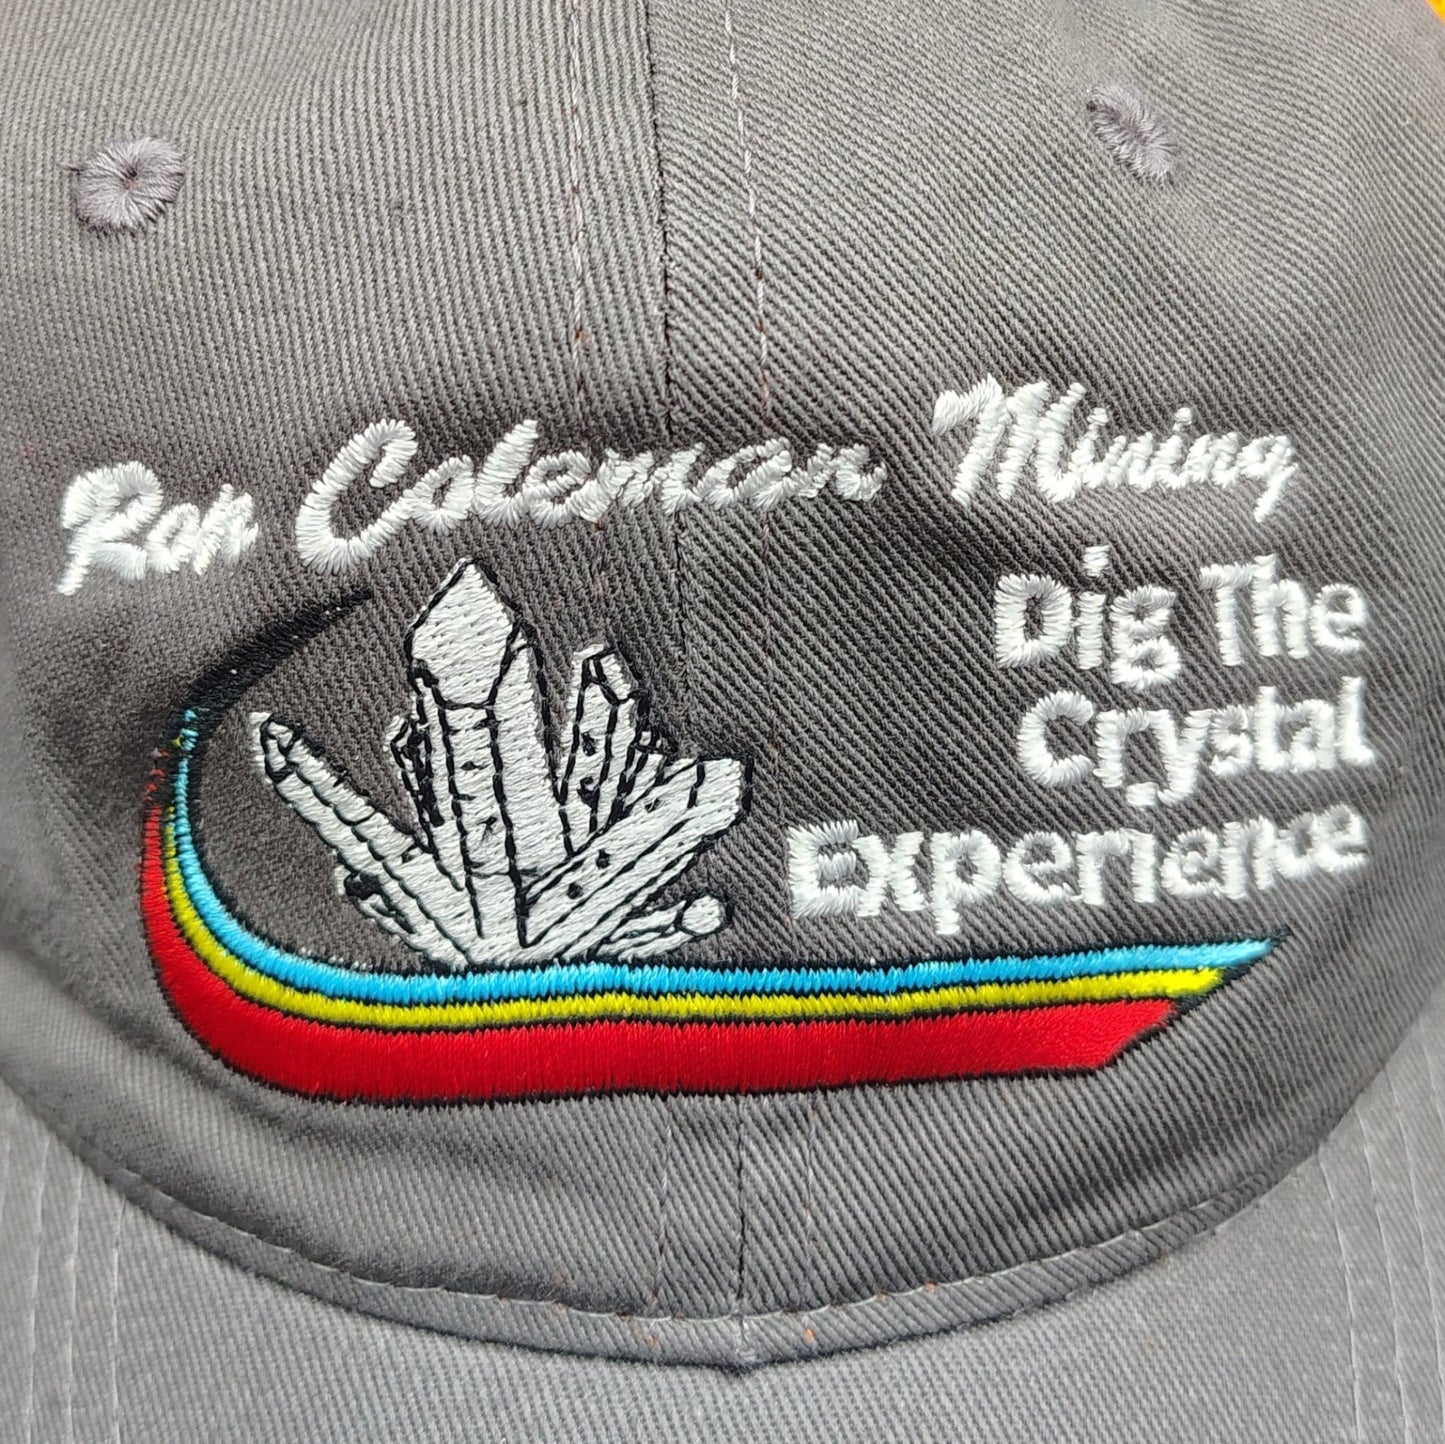 Ron Coleman Mining
Dig The
Crystal
Experience